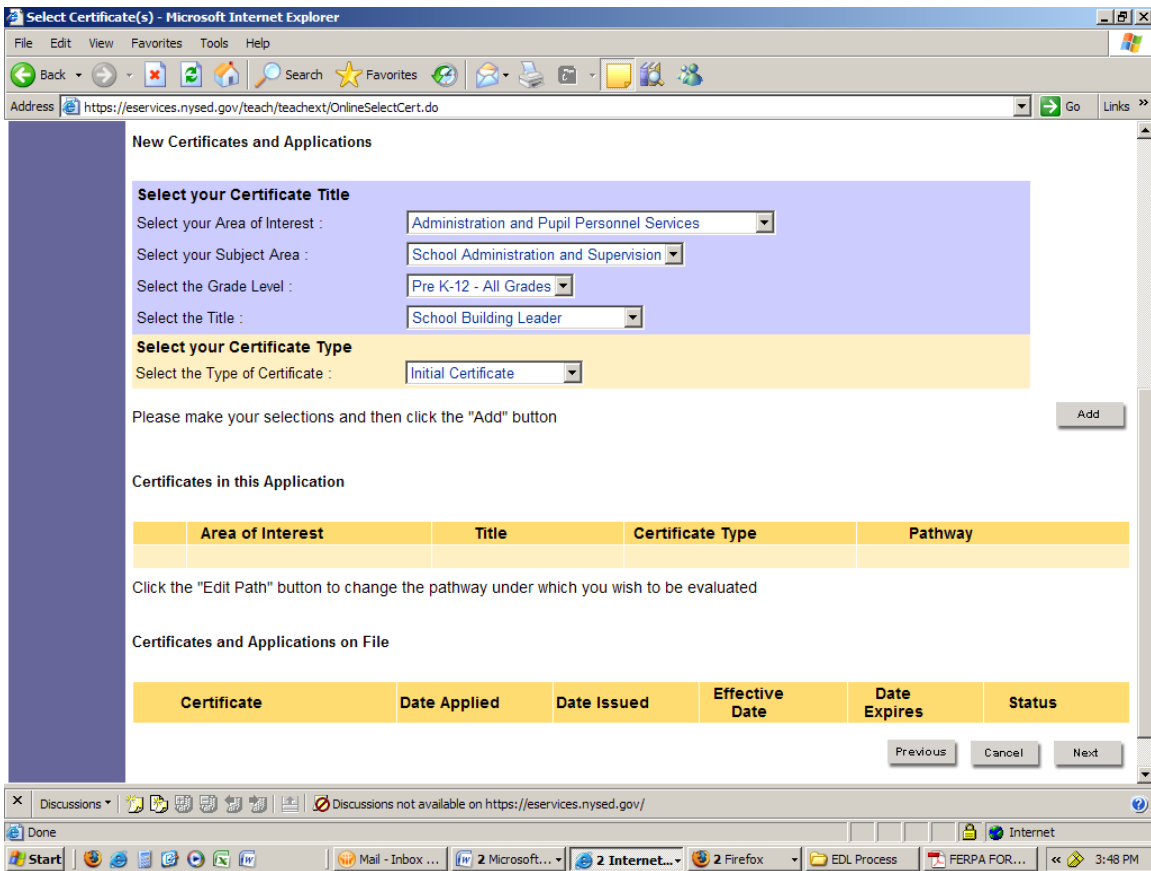 Select Certificate(s) - Microsoft Internet Explorer
File Edit View Favorites Tools Help
Back Search Favorites
Address https://eservices.nysed.gov/teach/teachext/OnlineSelectCert.do Go Links »
New Certificates and Applications
Select your Certificate Title
Select your Area of Interest : Administration and Pupil Personnel Services
Select your Subject Area : School Administration and Supervision
Select the Grade Level : Pre K-12 - All Grades
Select the Title : School Building Leader
Select your Certificate Type
Select the Type of Certificate : Initial Certificate
Please make your selections and then click the "Add" button Add
Certificates in this Application
Area of Interest Title Certificate Type Pathway
Click the "Edit Path" button to change the pathway under which you wish to be evaluated
Certificates and Applications on File
Certificate Date Applied Date Issued Effective Date Date Expires Status
Previous Cancel Next
Discussions Discussions not available on https://eservices.nysed.gov/
Done Internet
Start Mail - Inbox ... 2 Microsoft... 2 Internet... 2 Firefox EDL Process FERPA FOR... « 3:48 PM